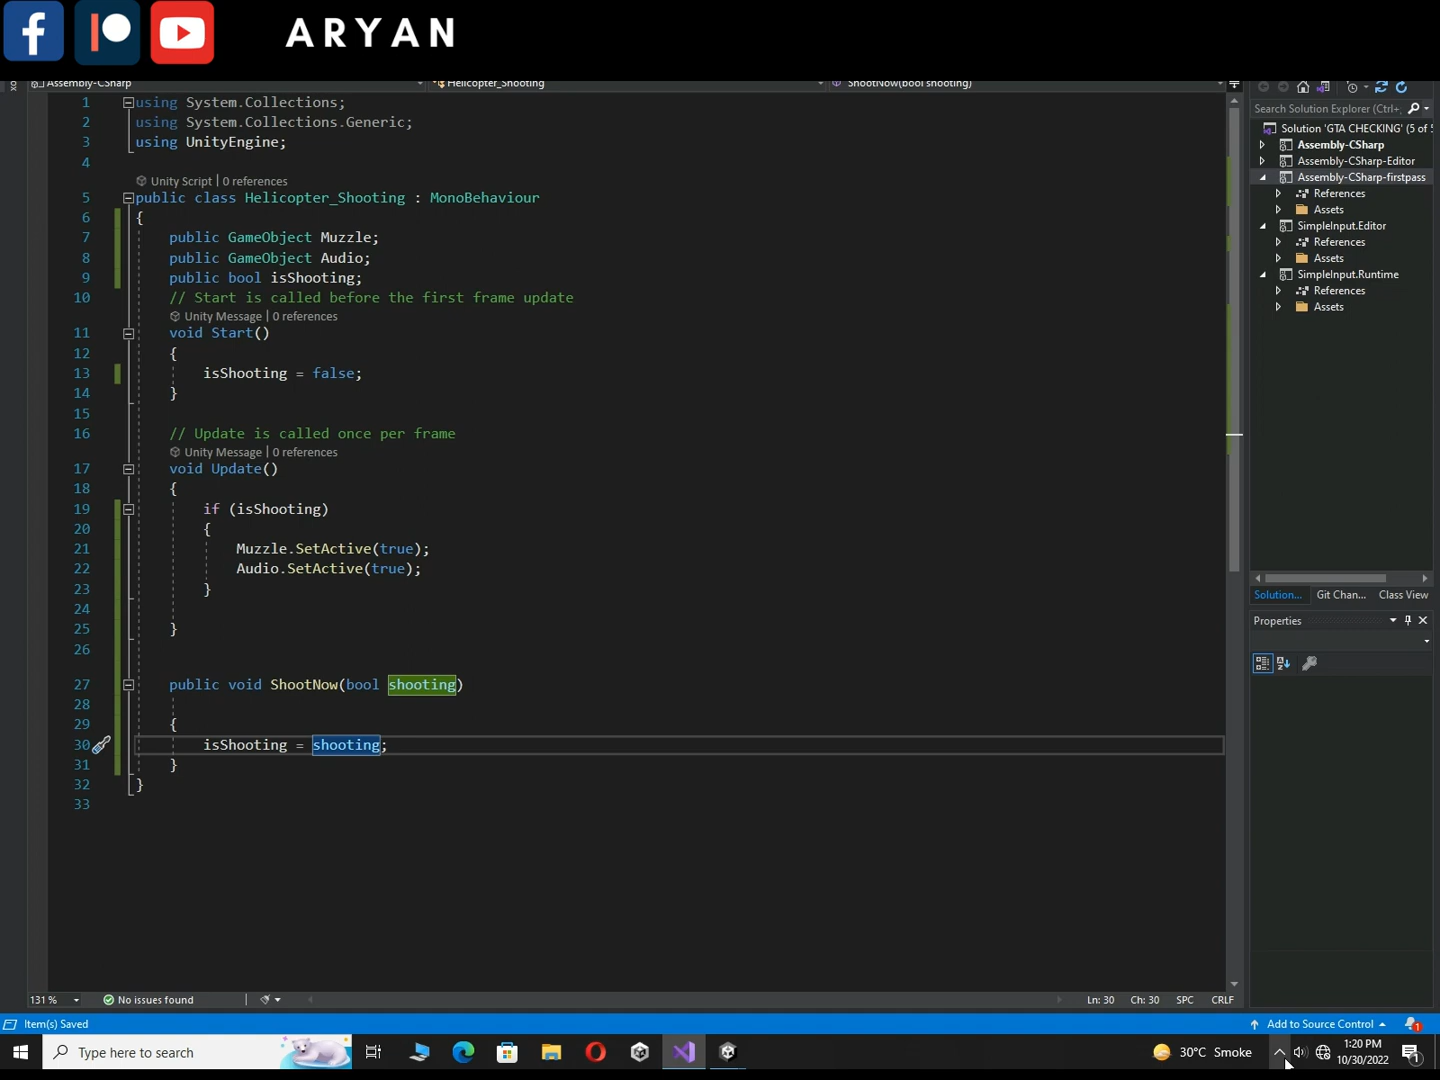 ARYAN
Assembly-CSharp
Helicopter_Shooting
ShootNow(bool shooting)
1 using System.Collections;
2 using System.Collections.Generic;
3 using UnityEngine;
4
Unity Script | 0 references
5 public class Helicopter_Shooting : MonoBehaviour
6 {
7 public GameObject Muzzle;
8 public GameObject Audio;
9 public bool isShooting;
10 // Start is called before the first frame update
Unity Message | 0 references
11 void Start()
12 {
13 isShooting = false;
14 }
15
16 // Update is called once per frame
Unity Message | 0 references
17 void Update()
18 {
19 if (isShooting)
20 {
21 Muzzle.SetActive(true);
22 Audio.SetActive(true);
23 }
24
25 }
26
27 public void ShootNow(bool shooting)
28
29 {
30 isShooting = shooting;
31 }
32 }
33
Search Solution Explorer (Ctrl+,
Solution 'GTA CHECKING' (5 of 5
Assembly-CSharp
Assembly-CSharp-Editor
Assembly-CSharp-firstpass
References
Assets
SimpleInput.Editor
References
Assets
SimpleInput.Runtime
References
Assets
Solution... Git Chan... Class View
Properties
131 % No issues found Ln: 30 Ch: 30 SPC CRLF
Item(s) Saved Add to Source Control 1
Type here to search 30°C Smoke 1:20 PM
10/30/2022 1